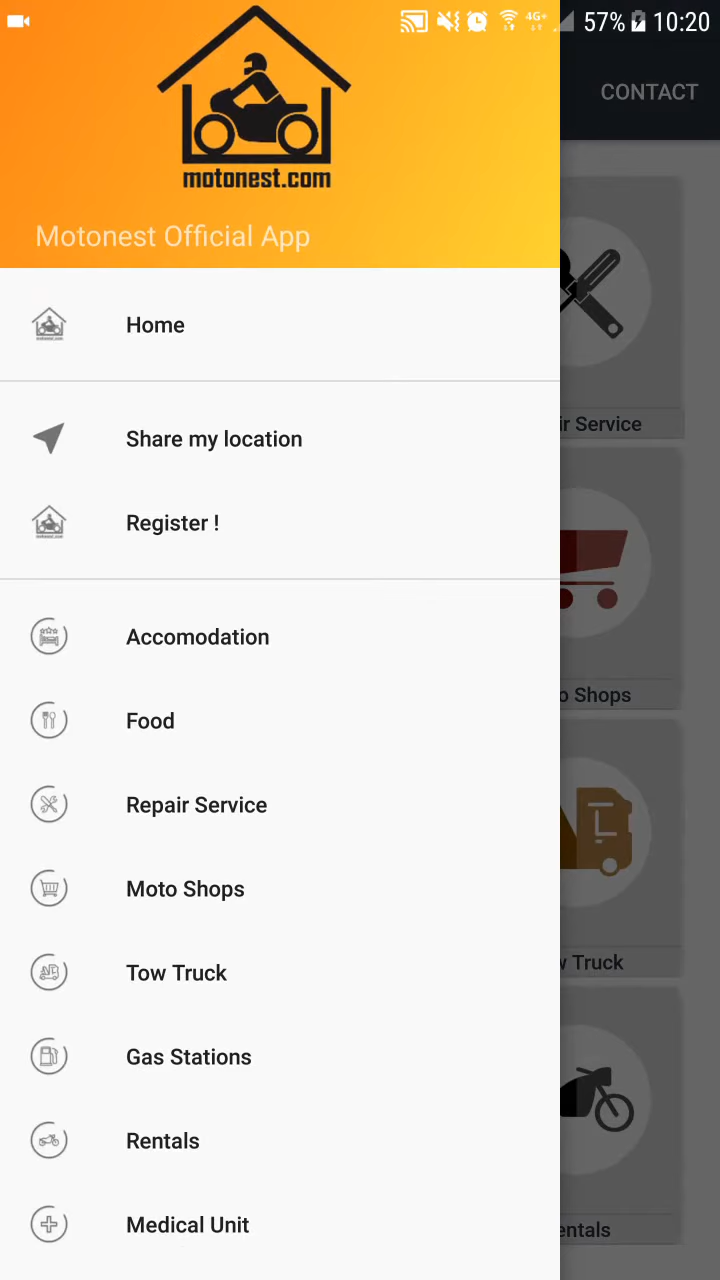 4G+ 57% 10:20
CONTACT
motonest.com
Motonest Official App
Home
Share my location
Register !
Accomodation
Food
Repair Service
Moto Shops
Tow Truck
Gas Stations
Rentals
Medical Unit
ir Service
o Shops
w Truck
entals